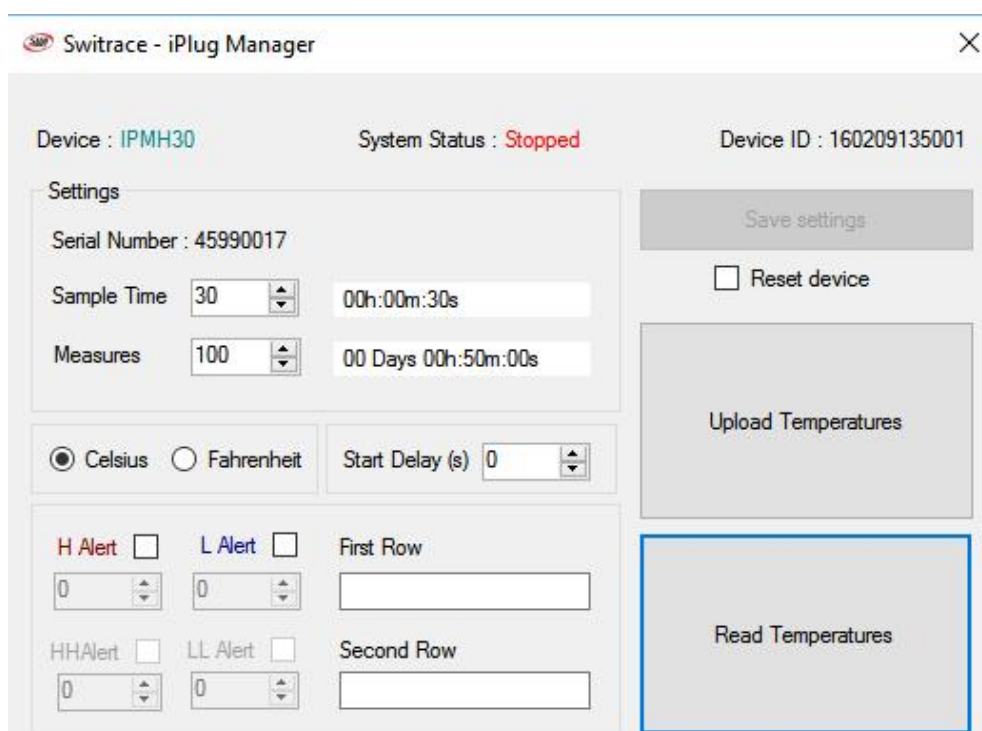 Switrace - iPlug Manager
Device : IPMH30 System Status : Stopped Device ID : 160209135001
Settings
Serial Number : 45990017
Save settings
Reset device
Sample Time 30 00h:00m:30s
Measures 100 00 Days 00h:50m:00s
Upload Temperatures
Celsius Fahrenheit Start Delay (s) 0
H Alert L Alert First Row
0 0
HHAlert LL Alert Second Row
0 0
Read Temperatures